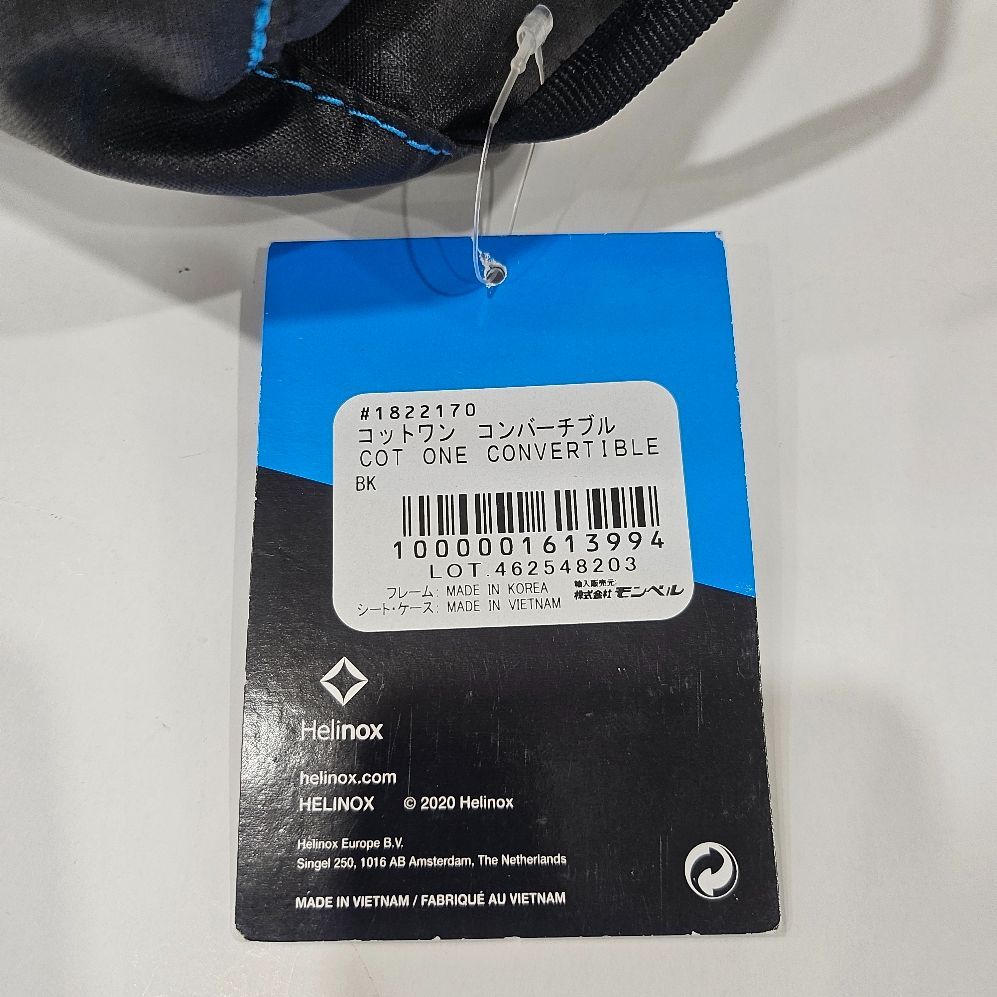 #1822170
コットワン コンバーチブル
COT ONE CONVERTIBLE
BK
1000001613994
LOT.462548203
フレーム: MADE IN KOREA
シート・ケース: MADE IN VIETNAM
輸入販売元
株式会社モンベル
Helinox
helinox.com
HELINOX © 2020 Helinox
Helinox Europe B.V.
Singel 250, 1016 AB Amsterdam, The Netherlands
MADE IN VIETNAM / FABRIQUÉ AU VIETNAM